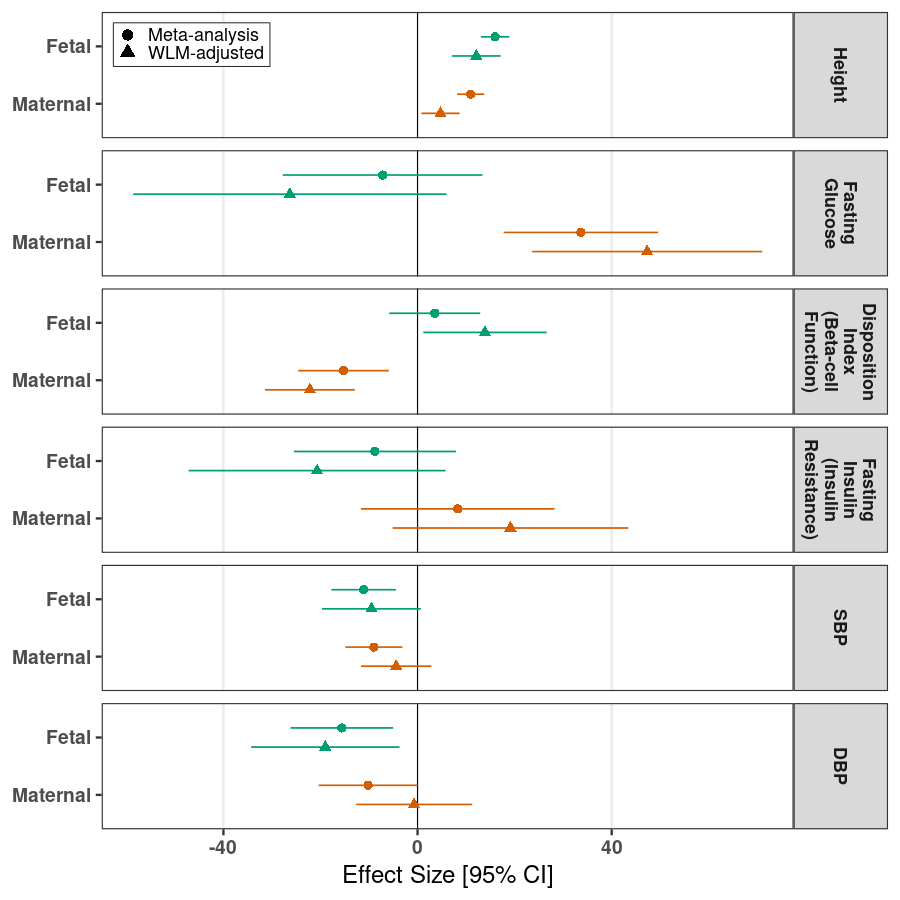 Meta-analysis
WLM-adjusted
Fetal
Maternal
Height
Fetal
Maternal
Fasting
Glucose
Fetal
Maternal
Disposition
Index
(Beta-cell
Function)
Fetal
Maternal
Fasting
Insulin
(Insulin
Resistance)
Fetal
Maternal
SBP
Fetal
Maternal
DBP
-40
0
40
Effect Size [95% CI]